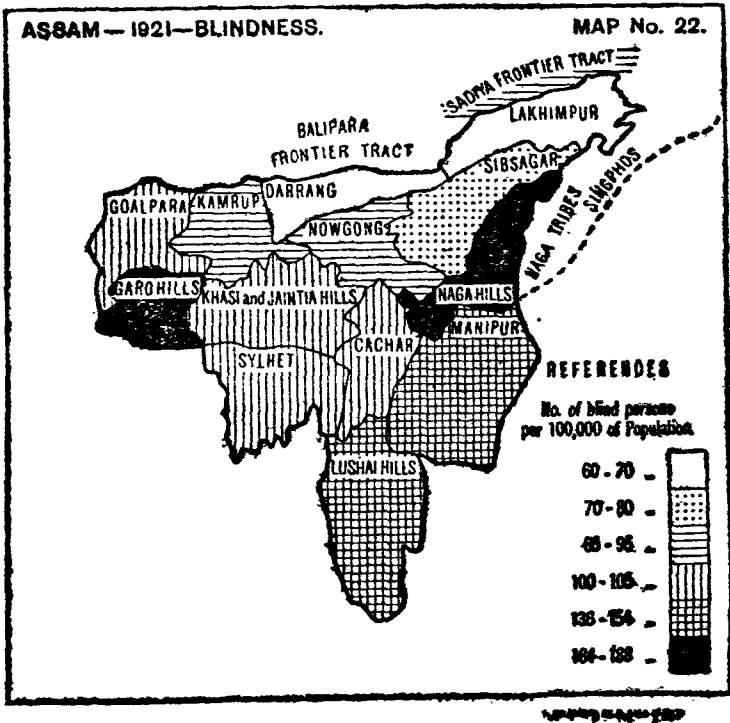 ASSAM — 1921—BLINDNESS.
MAP No. 22.
SADIYA FRONTIER TRACT
LAKHIMPUR
BALIPARA
FRONTIER TRACT
SIBSAGAR
DARRANG
KAMRUP
GOALPARA
NOWGONG
NAGA TRIBES
SINGPHOS
GARO HILLS
KHASI and JAINTIA HILLS
NAGA HILLS
MANIPUR
CACHAR
SYLHET
LUSHAI HILLS
REFERENCES
No. of blind persons
per 100,000 of Population.
60-70
70-80
100-105
136-154